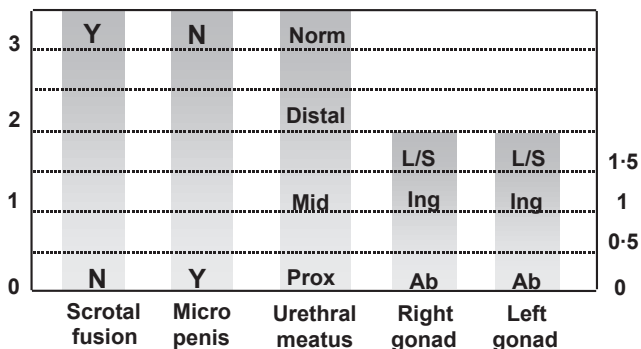 3 Y N Norm
2 Distal
L/S L/S 1·5
1 Mid Ing Ing 1
0·5
0 N Y Prox Ab Ab 0
Scrotal Micro Urethral Right Left
fusion penis meatus gonad gonad